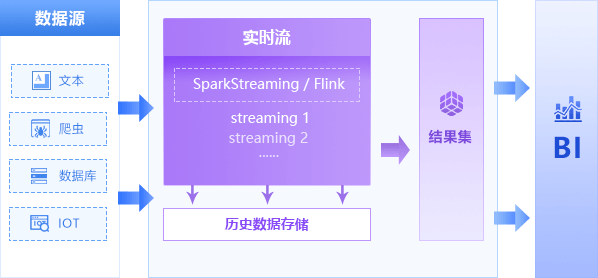 数据源
文本
爬虫
数据库
IOT
实时流
SparkStreaming / Flink
streaming 1
streaming 2
......
历史数据存储
结果集
BI